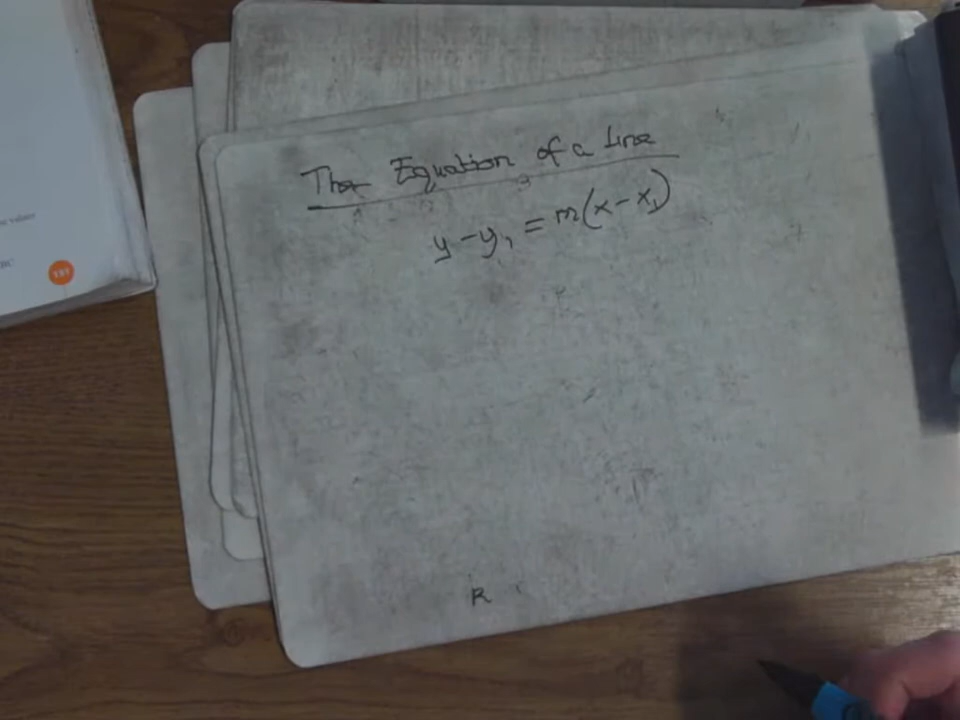 The Equation of a Line
y - y₁ = m(x - x₁)
R